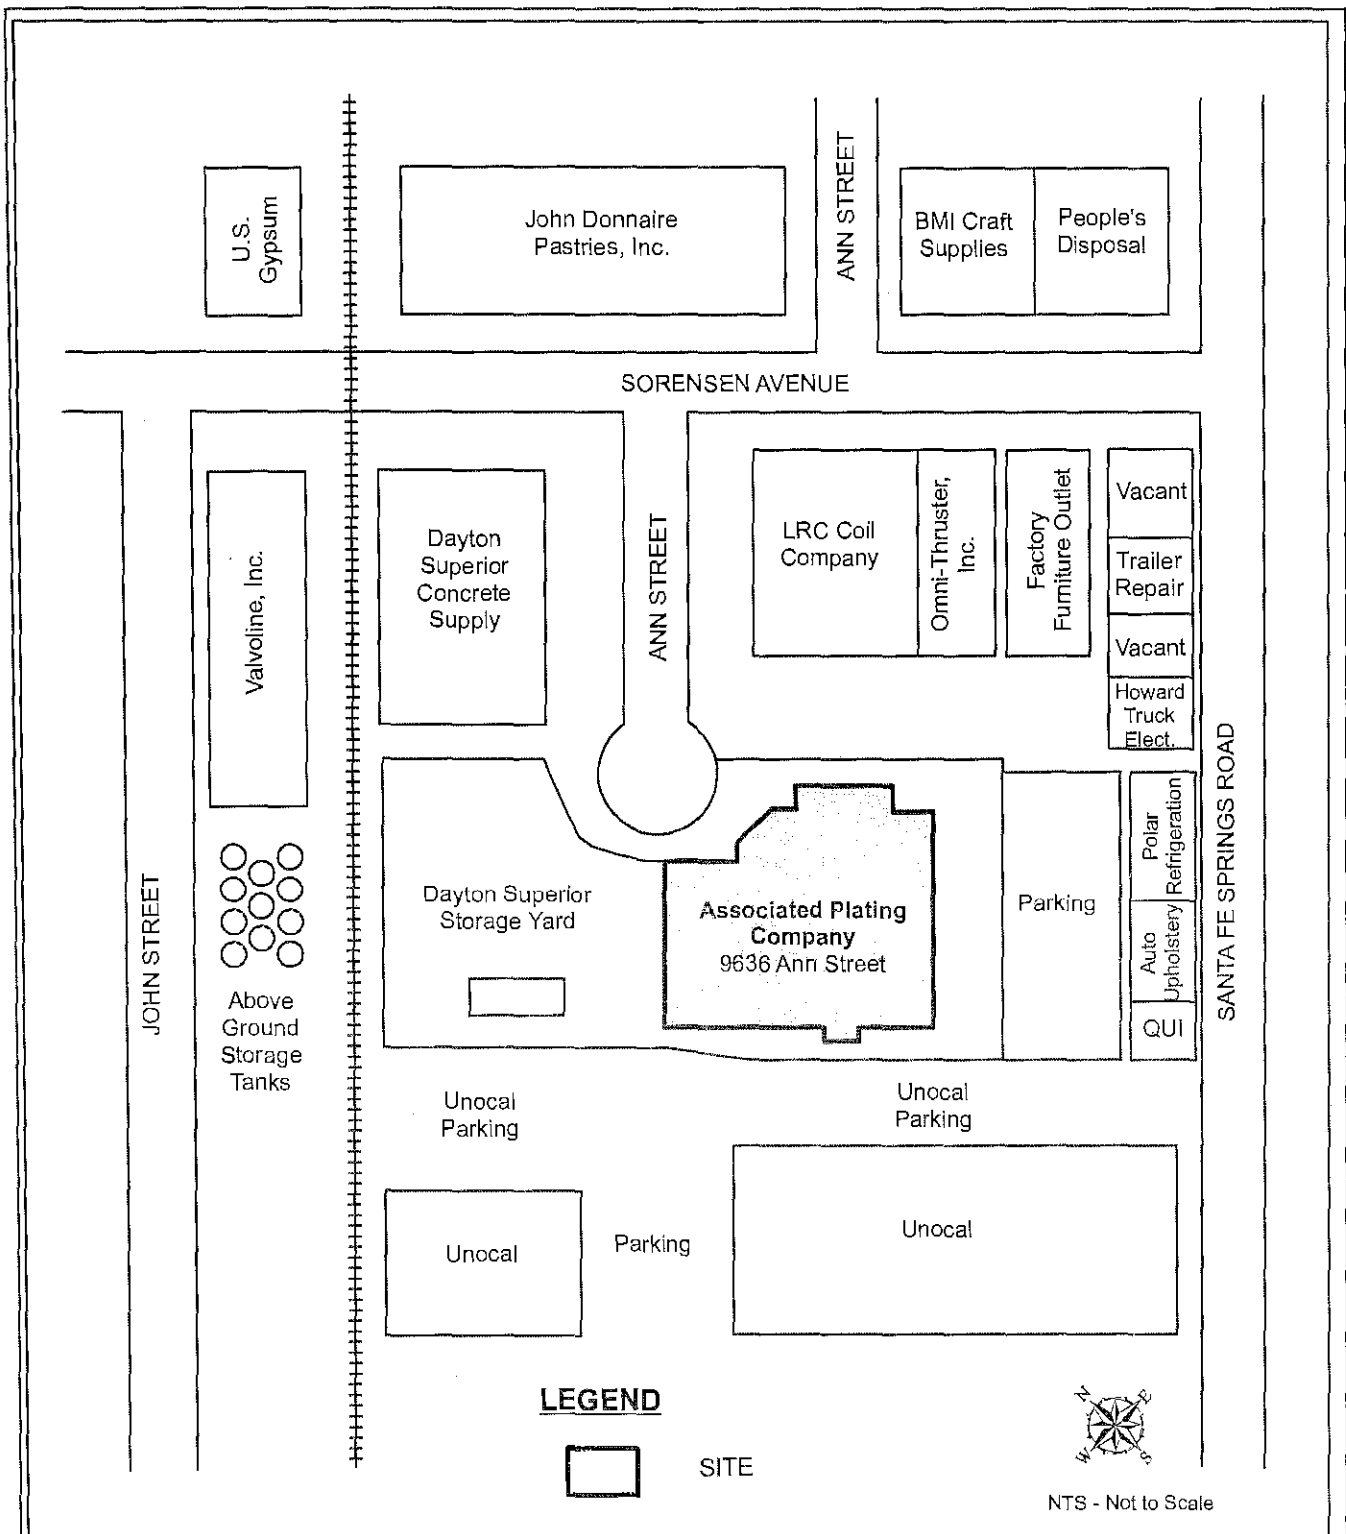 U.S.
Gypsum
John Donnaire
Pastries, Inc.
ANN STREET
BMI Craft
Supplies
People's
Disposal
SORENSEN AVENUE
Valvoline, Inc.
Dayton
Superior
Concrete
Supply
ANN STREET
LRC Coil
Company
Omni-Thruster,
Inc.
Factory
Furniture Outlet
Vacant
Trailer
Repair
Vacant
Howard
Truck
Elect.
JOHN STREET
Above
Ground
Storage
Tanks
Dayton Superior
Storage Yard
Associated Plating
Company
9636 Ann Street
Parking
Polar
Refrigeration
Auto
Upholstery
QUI
SANTA FE SPRINGS ROAD
Unocal
Parking
Unocal
Parking
Unocal
Parking
Unocal
LEGEND
SITE
N
E
W
S
NTS - Not to Scale